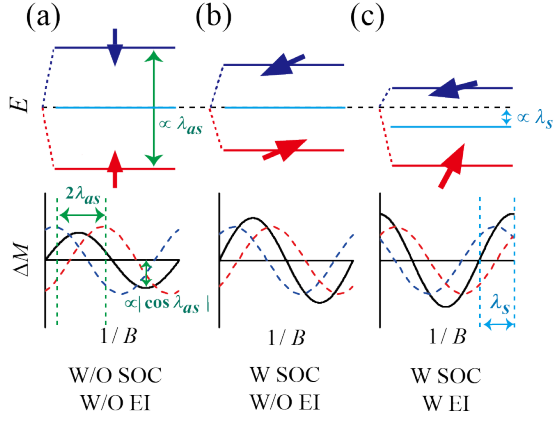 (a) (b) (c)
E
∝ λas
∝ λs
2λas
λs
ΔM
∝| cos λas |
1/ B 1/ B 1/ B
W/O SOC W SOC W SOC
W/O EI W/O EI W EI